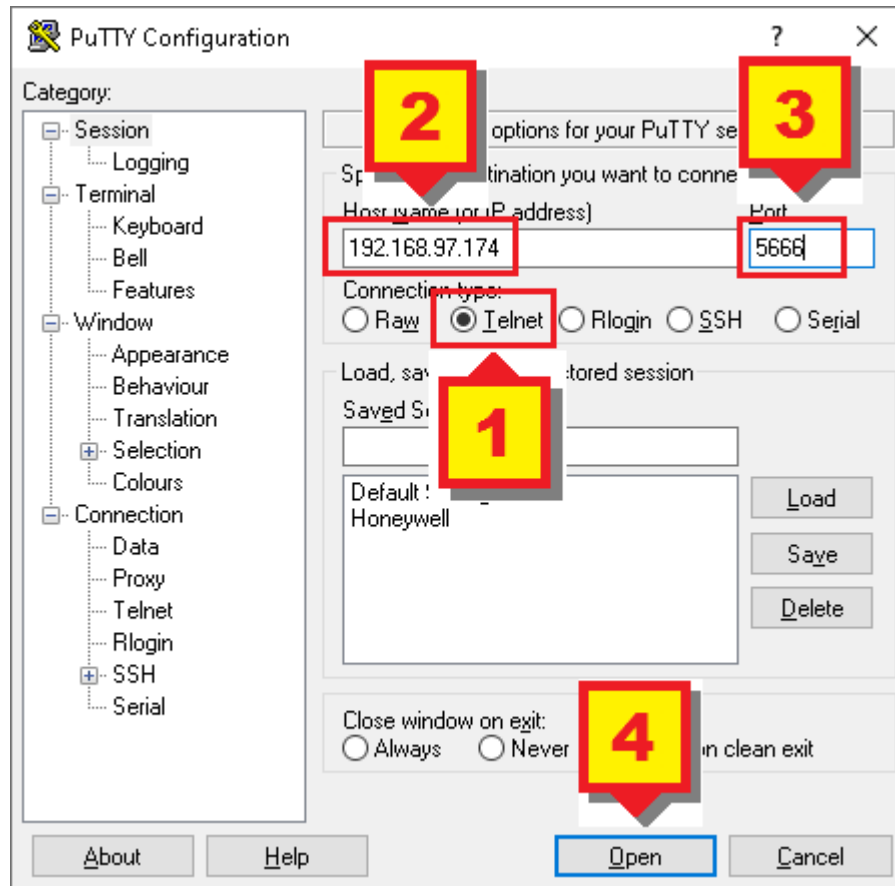 PuTTY Configuration
?
Category:
Session
Logging
Terminal
Keyboard
Bell
Features
Window
Appearance
Behaviour
Translation
Selection
Colours
Connection
Data
Proxy
Telnet
Rlogin
SSH
Serial
2
options for your PuTTY se
3
Sp tination you want to conne
Host Name (or IP address) Port
192.168.97.174 5666
Connection type:
Raw Telnet Rlogin SSH Serial
Load, sav tored session
Saved S
1
Default S
Honeywell
Load
Save
Delete
Close window on exit:
Always Never n clean exit
4
About Help Open Cancel